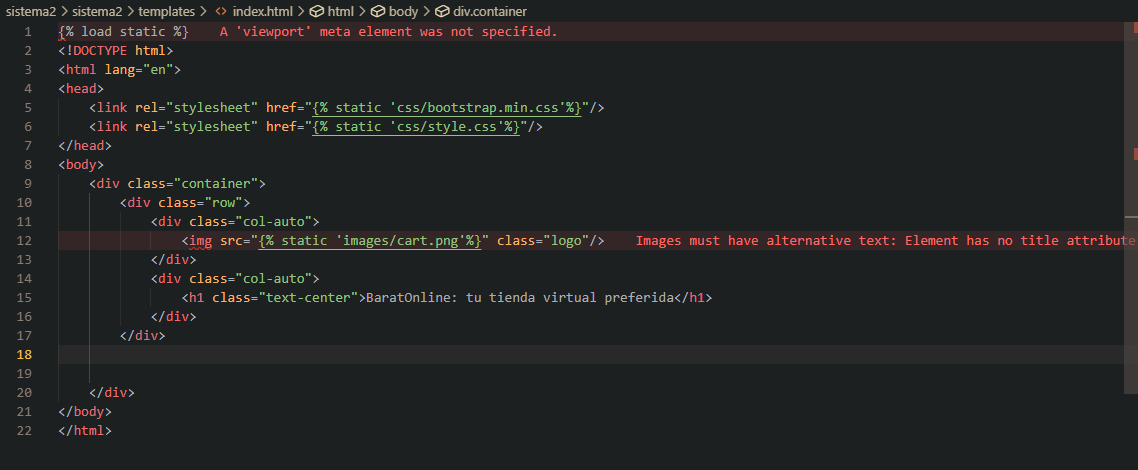 sistema2 > sistema2 > templates > <> index.html > html > body > div.container
1 {% load static %} A 'viewport' meta element was not specified.
2 <!DOCTYPE html>
3 <html lang="en">
4 <head>
5 <link rel="stylesheet" href="{% static 'css/bootstrap.min.css'%}"/>
6 <link rel="stylesheet" href="{% static 'css/style.css'%}"/>
7 </head>
8 <body>
9 <div class="container">
10 <div class="row">
11 <div class="col-auto">
12 <img src="{% static 'images/cart.png'%}" class="logo"/> Images must have alternative text: Element has no title attribute
13 </div>
14 <div class="col-auto">
15 <h1 class="text-center">BaratOnline: tu tienda virtual preferida</h1>
16 </div>
17 </div>
18
19
20 </div>
21 </body>
22 </html>